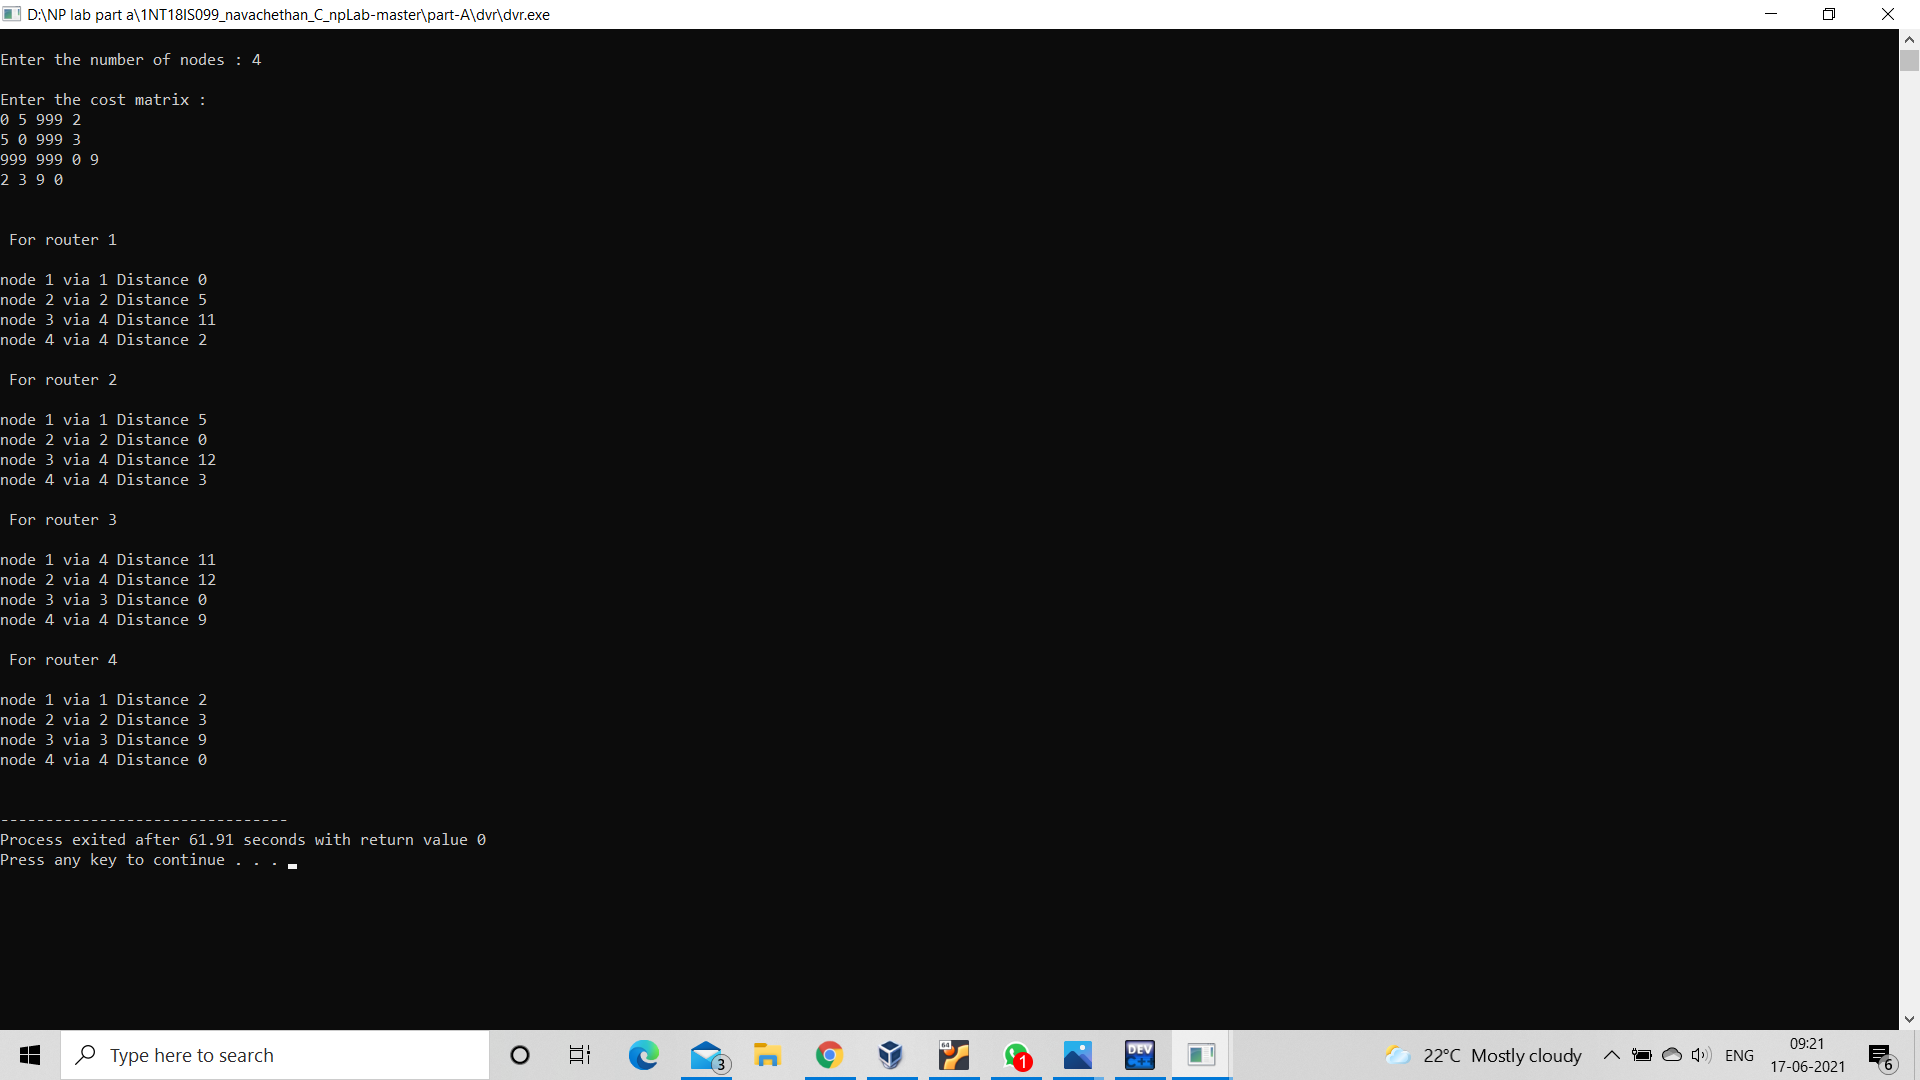 D:\NP lab part a\1NT18IS099_navachethan_C_npLab-master\part-A\dvr\dvr.exe
Enter the number of nodes : 4
Enter the cost matrix :
0 5 999 2
5 0 999 3
999 999 0 9
2 3 9 0
For router 1
node 1 via 1 Distance 0
node 2 via 2 Distance 5
node 3 via 4 Distance 11
node 4 via 4 Distance 2
For router 2
node 1 via 1 Distance 5
node 2 via 2 Distance 0
node 3 via 4 Distance 12
node 4 via 4 Distance 3
For router 3
node 1 via 4 Distance 11
node 2 via 4 Distance 12
node 3 via 3 Distance 0
node 4 via 4 Distance 9
For router 4
node 1 via 1 Distance 2
node 2 via 2 Distance 3
node 3 via 3 Distance 9
node 4 via 4 Distance 0
--------------------------------
Process exited after 61.91 seconds with return value 0
Press any key to continue . . .
Type here to search
3
64
1
DEV
C++
22°C Mostly cloudy
ENG
09:21
17-06-2021
6